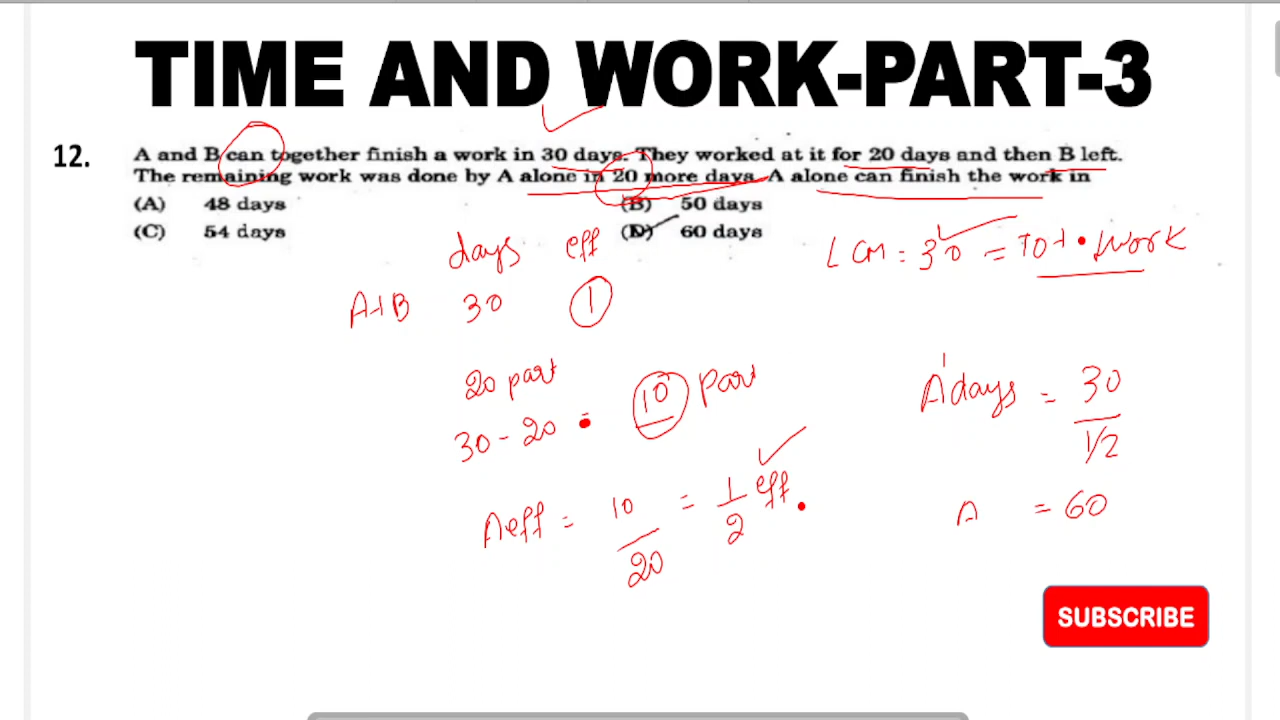 TIME AND WORK-PART-3
12. A and B can together finish a work in 30 days. They worked at it for 20 days and then B left.
The remaining work was done by A alone in 20 more days. A alone can finish the work in
(A) 48 days (B) 50 days
(C) 54 days (D) 60 days
days eff
LCM = 30 = Tot. Work
A+B 30 1
20 part
30 - 20 = 10 Part
A days = 30
1/2
A eff = 10 = 1 eff.
20 2
A = 60
SUBSCRIBE